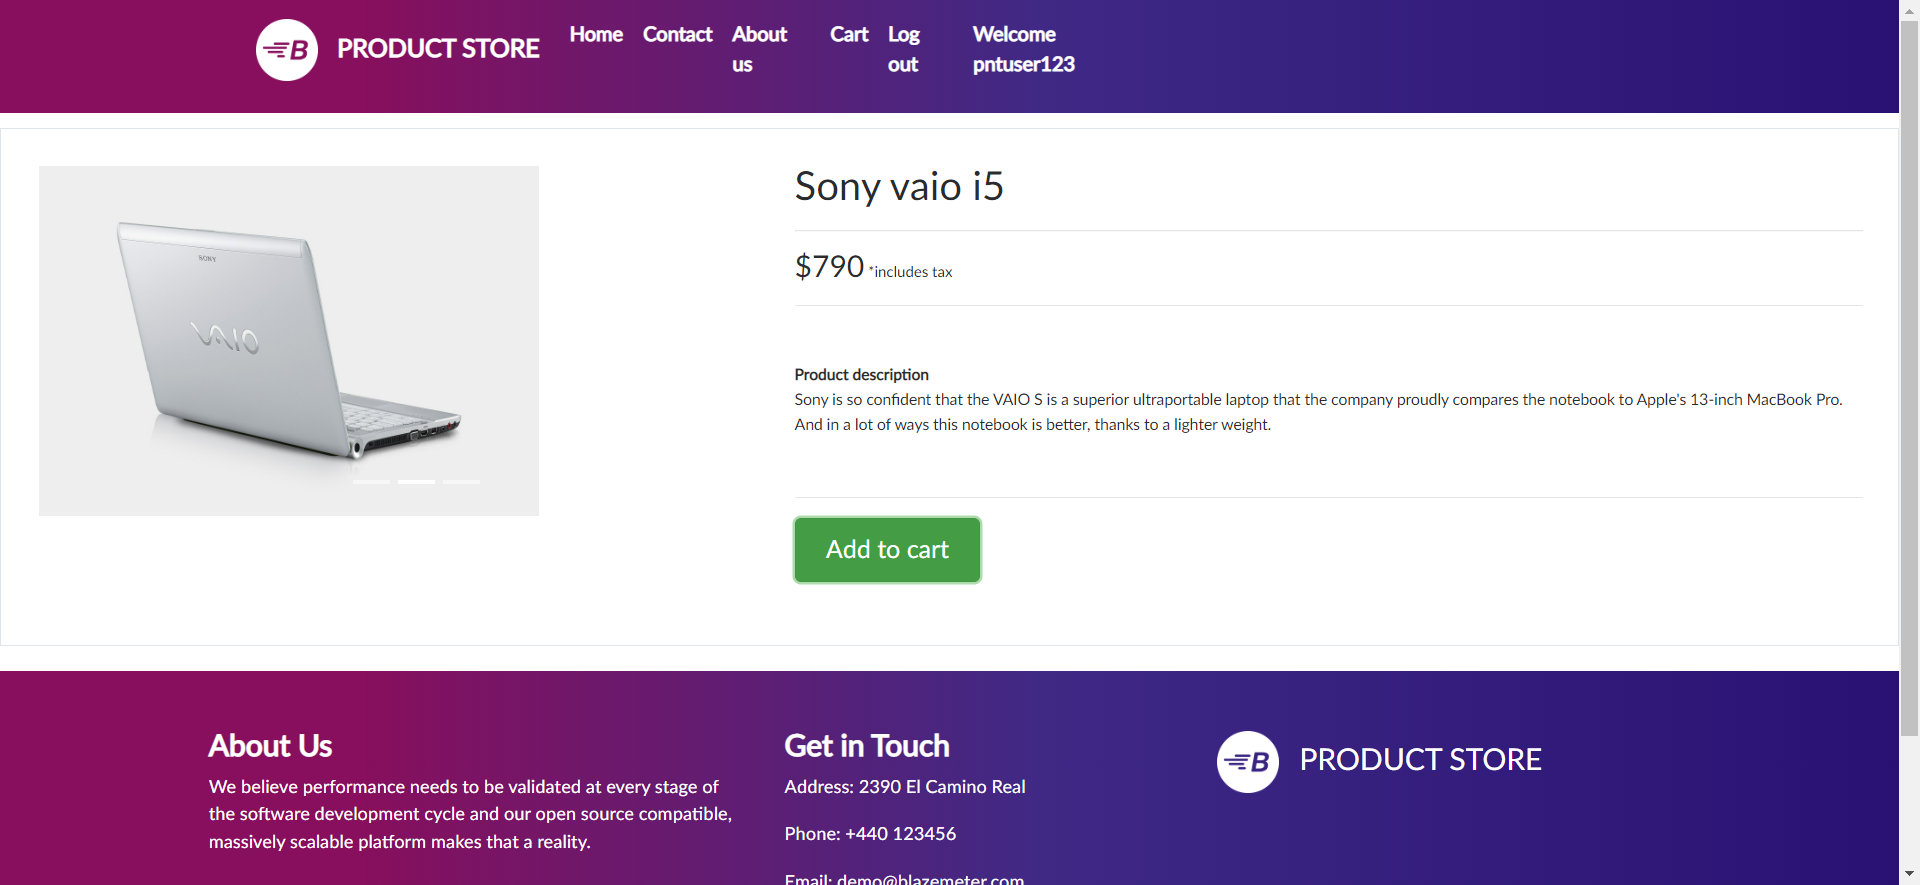 B PRODUCT STORE Home Contact About us Cart Log out Welcome pntuser123
SONY
VAIO
Sony vaio i5
$790 *includes tax
Product description
Sony is so confident that the VAIO S is a superior ultraportable laptop that the company proudly compares the notebook to Apple's 13-inch MacBook Pro.
And in a lot of ways this notebook is better, thanks to a lighter weight.
Add to cart
About Us
We believe performance needs to be validated at every stage of
the software development cycle and our open source compatible,
massively scalable platform makes that a reality.
Get in Touch
Address: 2390 El Camino Real
Phone: +440 123456
Email: demo@blazemeter.com
B PRODUCT STORE